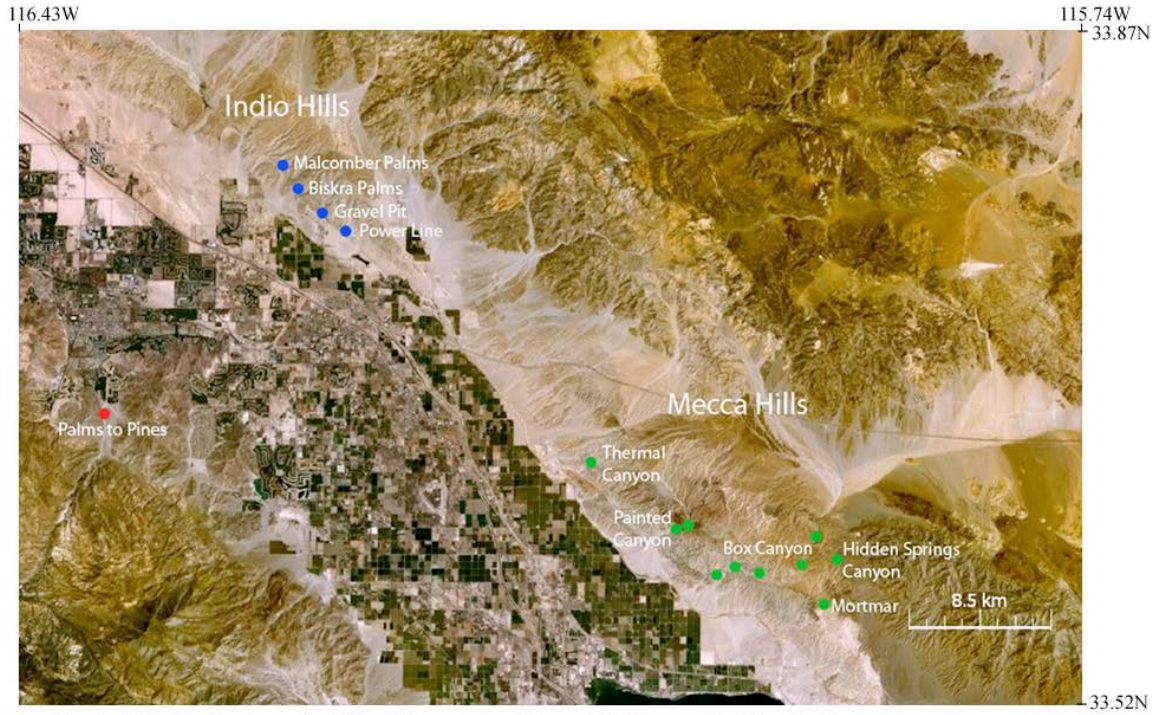 116.43W
115.74W
33.87N
Indio HIlls
Malcomber Palms
Biskra Palms
Gravel Pit
Power Line
Mecca Hills
Palms to Pines
Thermal
Canyon
Painted
Canyon
Box Canyon
Hidden Springs
Canyon
8.5 km
Mortmar
33.52N